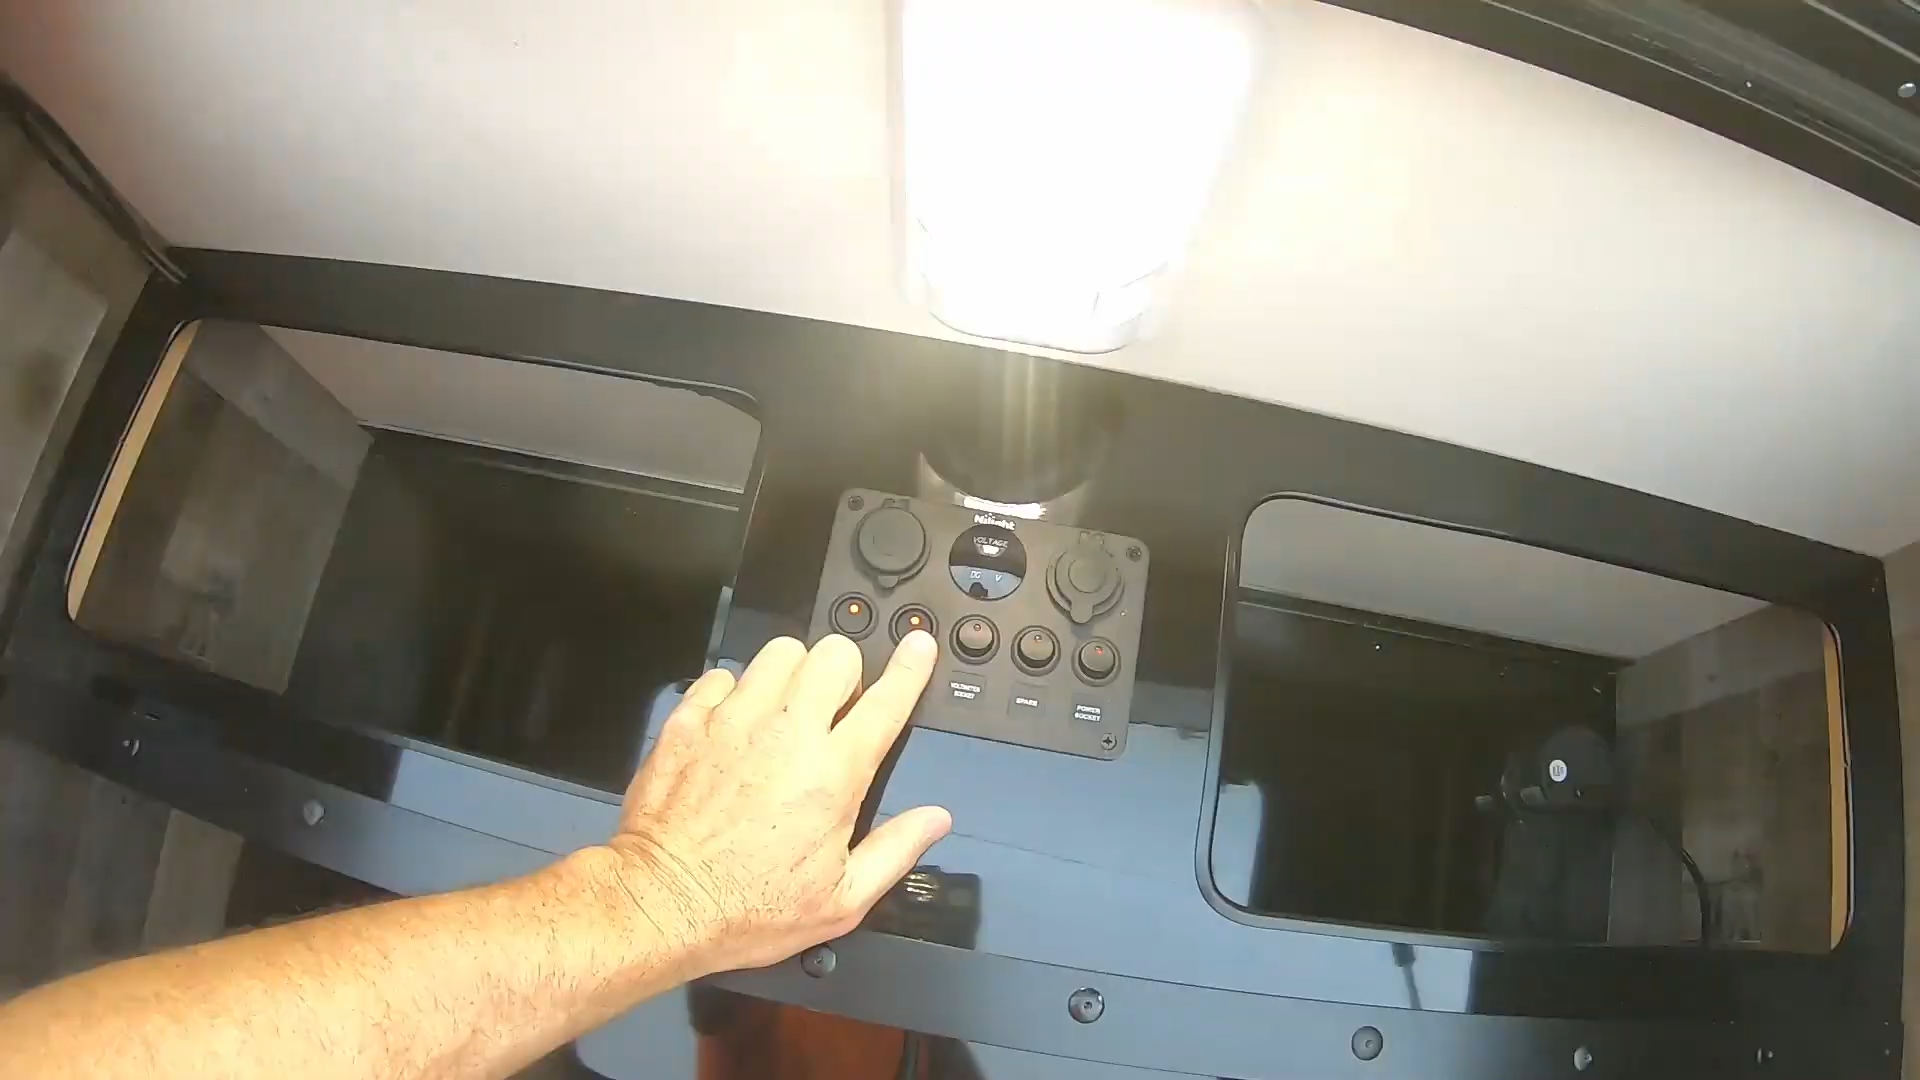 Nilight
VOLTAGE
DC V
VOLTMETER
SOCKET
SPARE
POWER
SOCKET